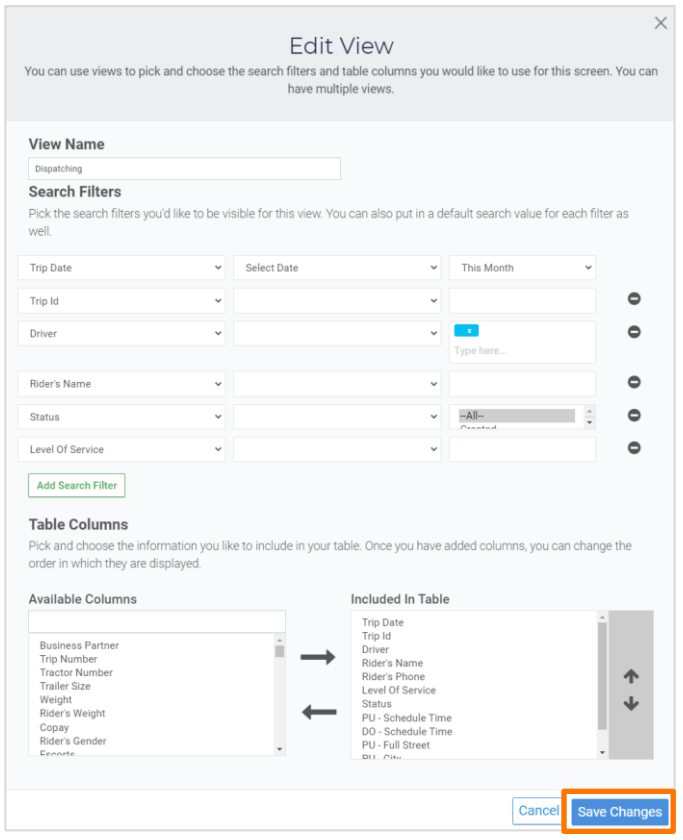 Edit View
You can use views to pick and choose the search filters and table columns you would like to use for this screen. You can
have multiple views.
View Name
Dispatching
Search Filters
Pick the search filters you'd like to be visible for this view. You can also put in a default search value for each filter as
well.
Trip Date Select Date This Month
Trip Id
Driver x
Type here...
Rider's Name
Status --All--
Created
Level Of Service
Add Search Filter
Table Columns
Pick and choose the information you like to include in your table. Once you have added columns, you can change the
order in which they are displayed.
Available Columns
Business Partner
Trip Number
Tractor Number
Trailer Size
Weight
Rider's Weight
Copay
Rider's Gender
Escorts
Included In Table
Trip Date
Trip Id
Driver
Rider's Name
Rider's Phone
Level Of Service
Status
PU - Schedule Time
DO - Schedule Time
PU - Full Street
PU - City
Cancel Save Changes